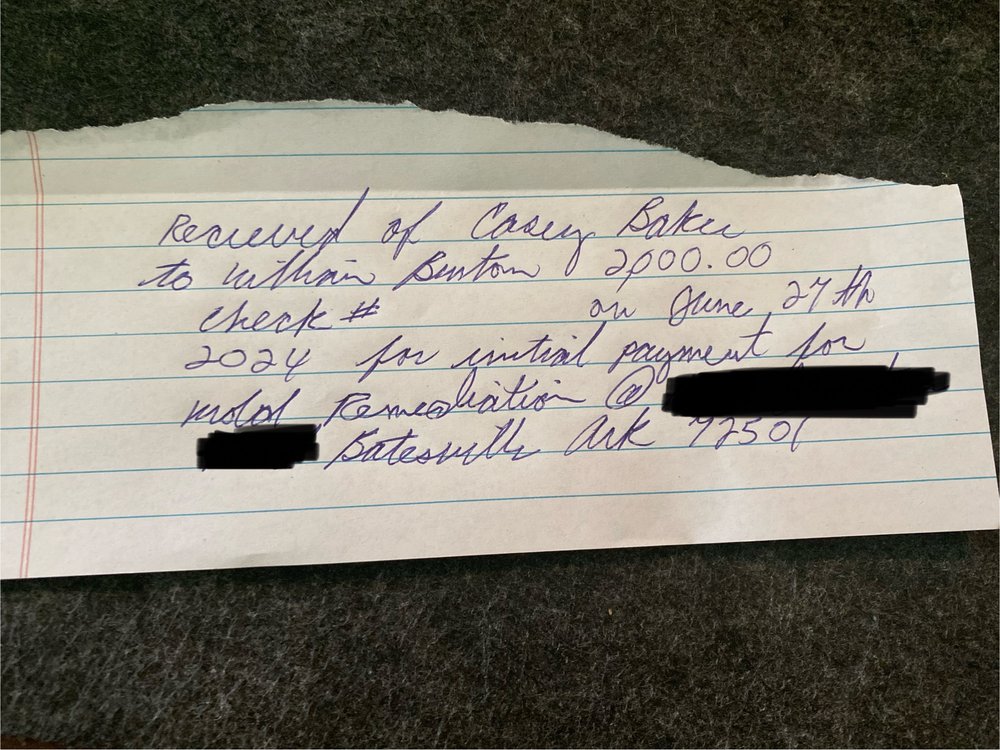 Recieved of Casey Baker
to William Burton 2000.00
check # on June 27th
2024 for initial payment for
mold Remediation @
Batesville Ark 72501